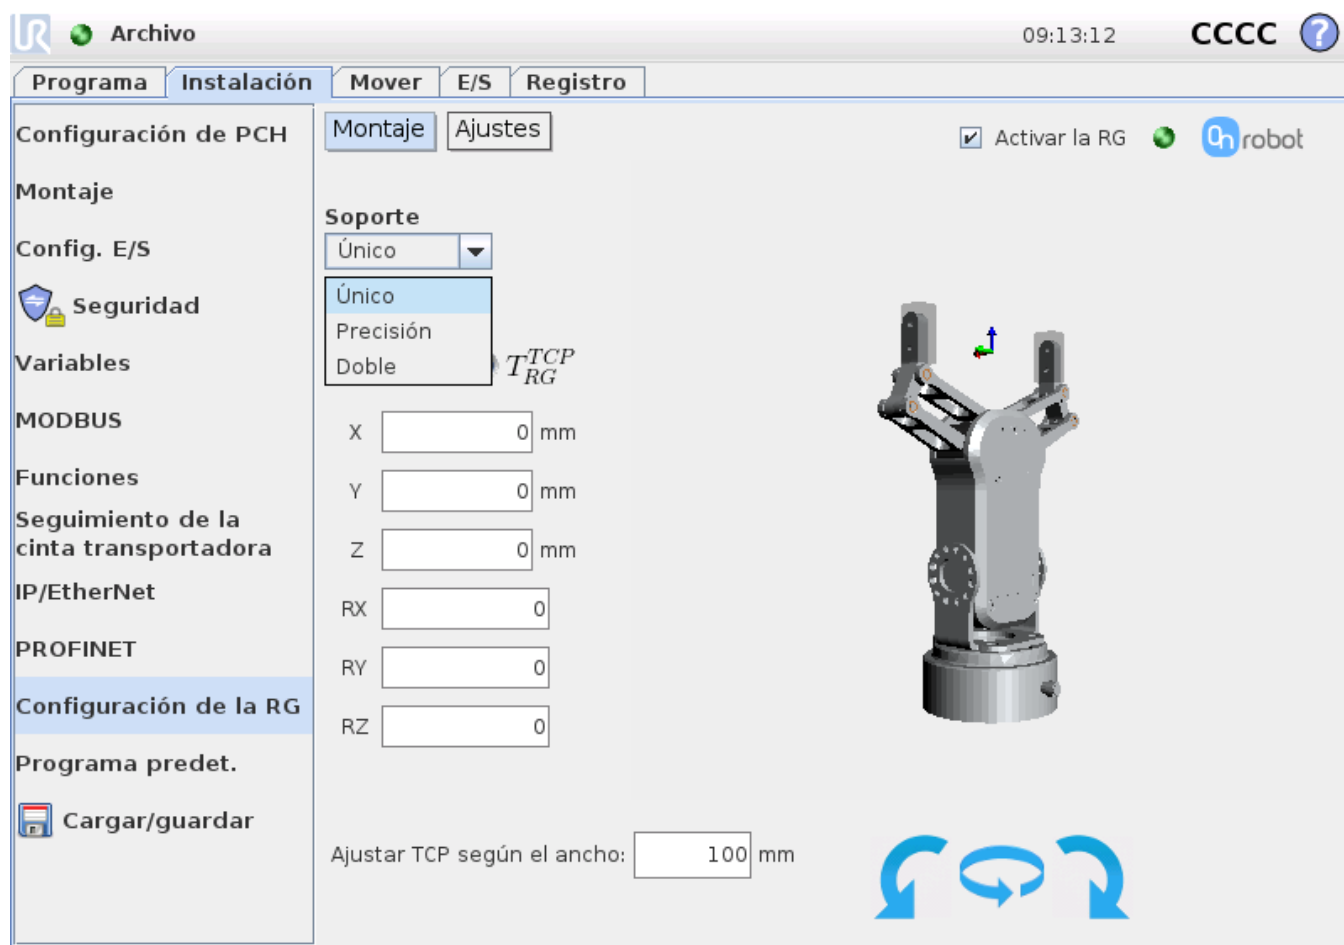 UR Archivo 09:13:12 CCCC ?
Programa Instalación Mover E/S Registro
Configuración de PCH
Montaje
Config. E/S
Seguridad
Variables
MODBUS
Funciones
Seguimiento de la
cinta transportadora
IP/EtherNet
PROFINET
Configuración de la RG
Programa predet.
Cargar/guardar
Montaje Ajustes
Activar la RG On robot
Soporte
Único
Único
Precisión
Doble
T_{RG}^{TCP}
X 0 mm
Y 0 mm
Z 0 mm
RX 0
RY 0
RZ 0
Ajustar TCP según el ancho: 100 mm